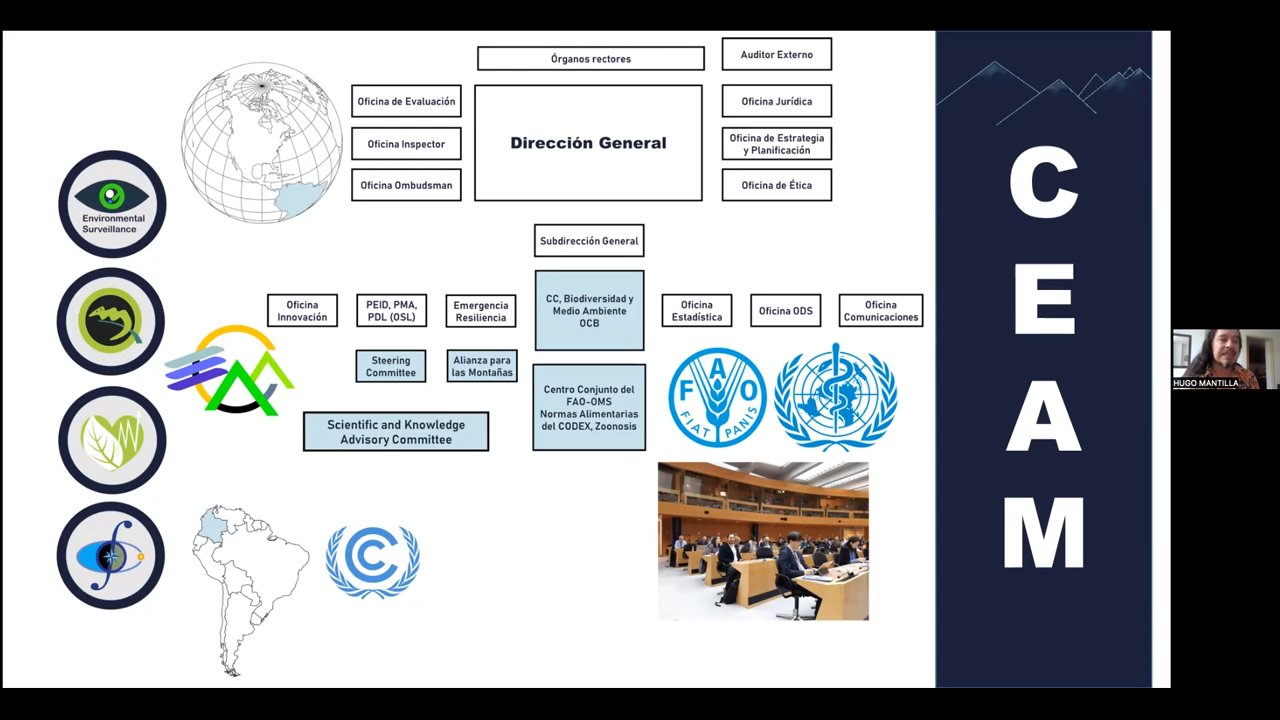 Órganos rectores
Auditor Externo
Oficina de Evaluación
Oficina Inspector
Oficina Ombudsman
Dirección General
Oficina Jurídica
Oficina de Estrategia
y Planificación
Oficina de Ética
Subdirección General
Oficina
Innovación
PEID, PMA,
PDL (OSL)
Emergencia
Resiliencia
CC, Biodiversidad y
Medio Ambiente
OCB
Oficina
Estadística
Oficina ODS
Oficina
Comunicaciones
Steering
Committee
Alianza para
las Montañas
Centro Conjunto del
FAO-OMS
Normas Alimentarias
del CODEX, Zoonosis
Scientific and Knowledge
Advisory Committee
Environmental
Surveillance
FAO
FIAT PANIS
CEAM
HUGO MANTILLA